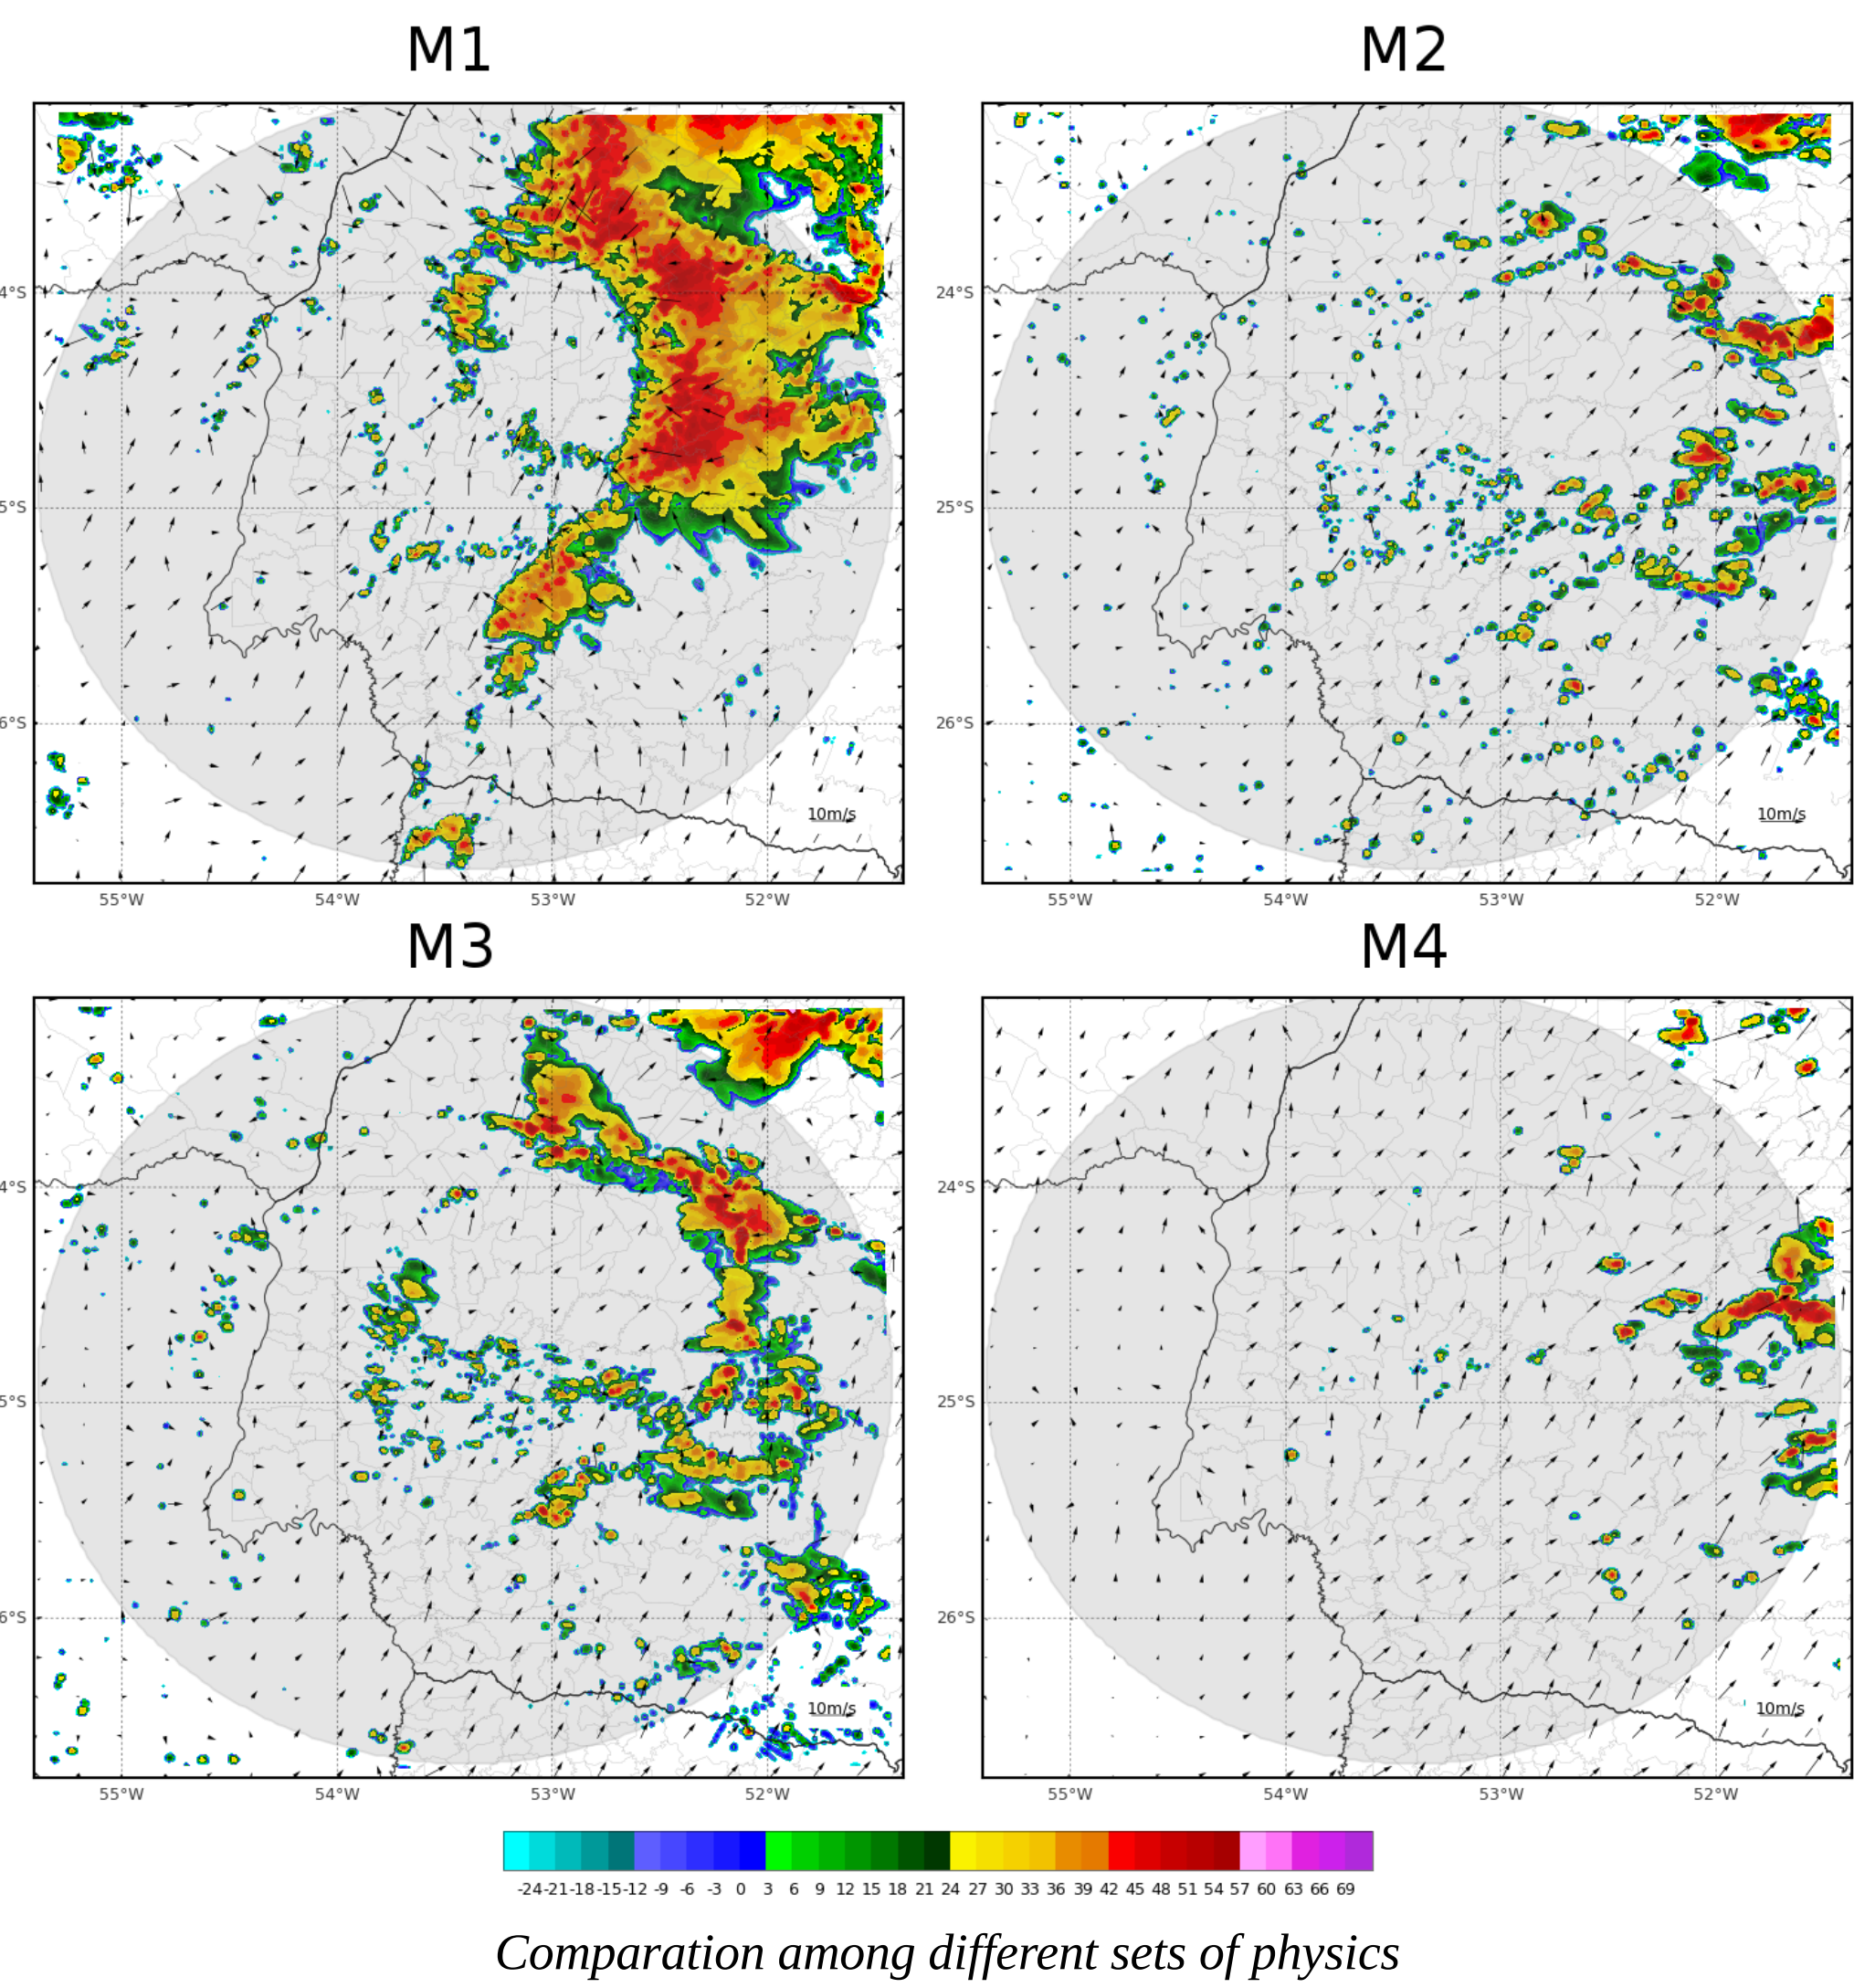 M1 M2
4°S 24°S
5°S 25°S
6°S 26°S
10m/s 10m/s
55°W 54°W 53°W 52°W 55°W 54°W 53°W 52°W
M3 M4
4°S 24°S
5°S 25°S
6°S 26°S
10m/s 10m/s
55°W 54°W 53°W 52°W 55°W 54°W 53°W 52°W
-24-21-18-15-12 -9 -6 -3 0 3 6 9 12 15 18 21 24 27 30 33 36 39 42 45 48 51 54 57 60 63 66 69
Comparation among different sets of physics